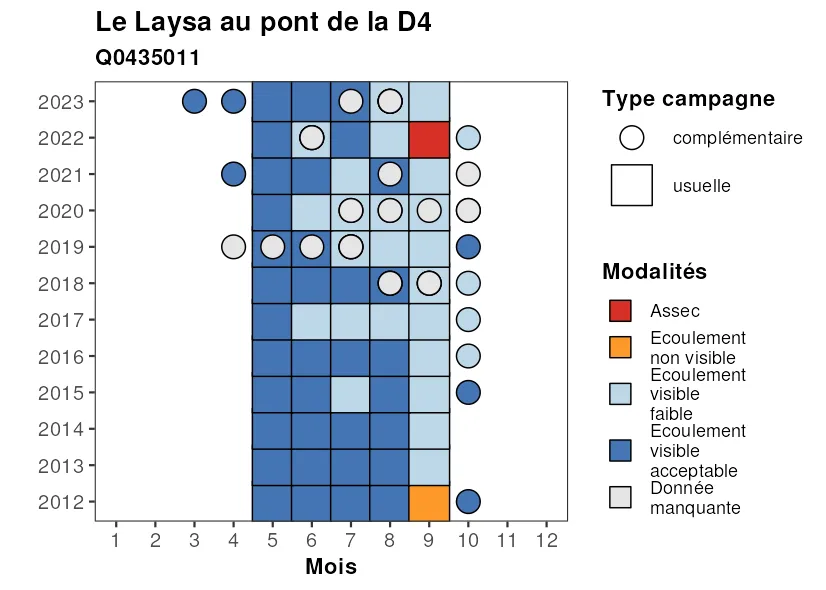 Le Laysa au pont de la D4
Q0435011
2023
2022
2021
2020
2019
2018
2017
2016
2015
2014
2013
2012
1 2 3 4 5 6 7 8 9 10 11 12
Mois
Type campagne
complémentaire
usuelle
Modalités
Assec
Ecoulement
non visible
Ecoulement
visible
faible
Ecoulement
visible
acceptable
Donnée
manquante